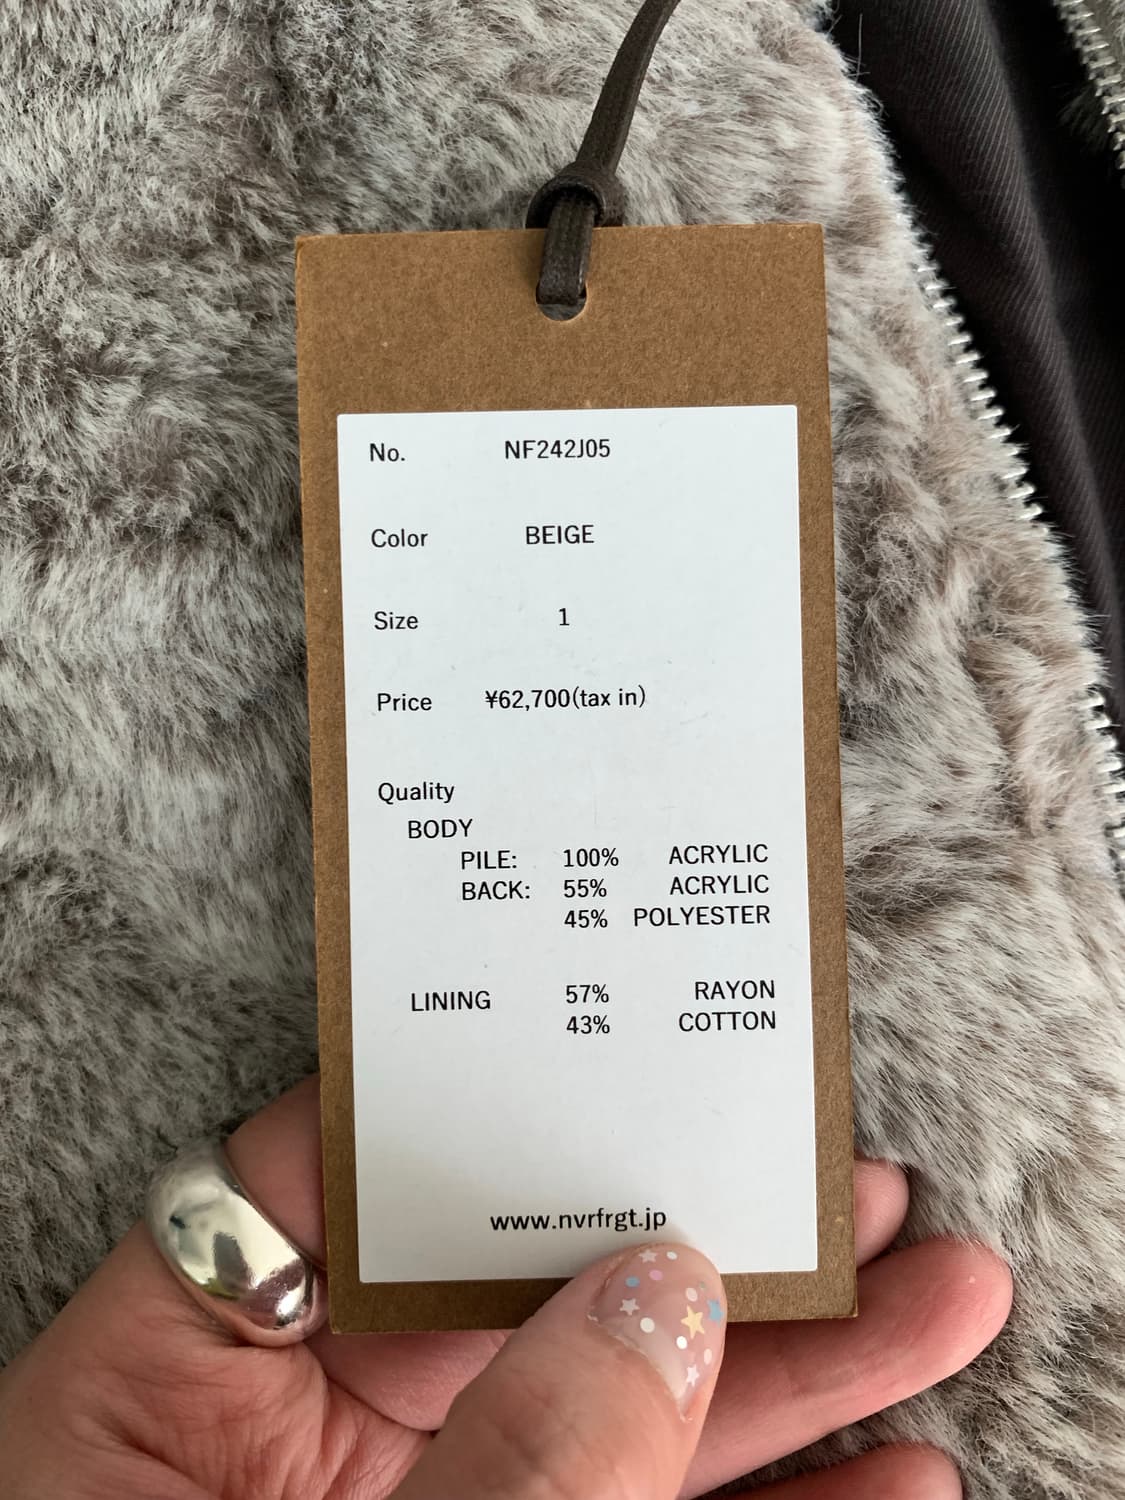 No. NF242J05
Color BEIGE
Size 1
Price ¥62,700(tax in)
Quality
BODY
PILE: 100% ACRYLIC
BACK: 55% ACRYLIC
45% POLYESTER
LINING 57% RAYON
43% COTTON
www.nvrfrgt.jp